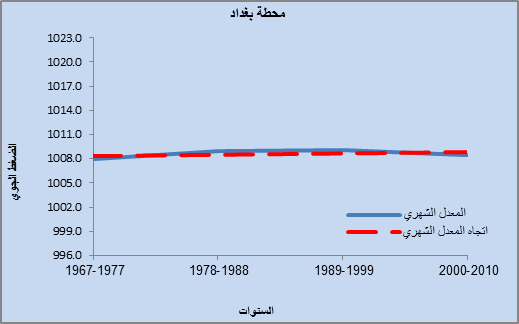 محطة بغداد
1023.0
1020.0
1017.0
1014.0
1011.0
1008.0
1005.0
1002.0
999.0
996.0
الضغط الجوي
المعدل الشهري
اتجاه المعدل الشهري
1967-1977
1978-1988
1989-1999
2000-2010
السنوات